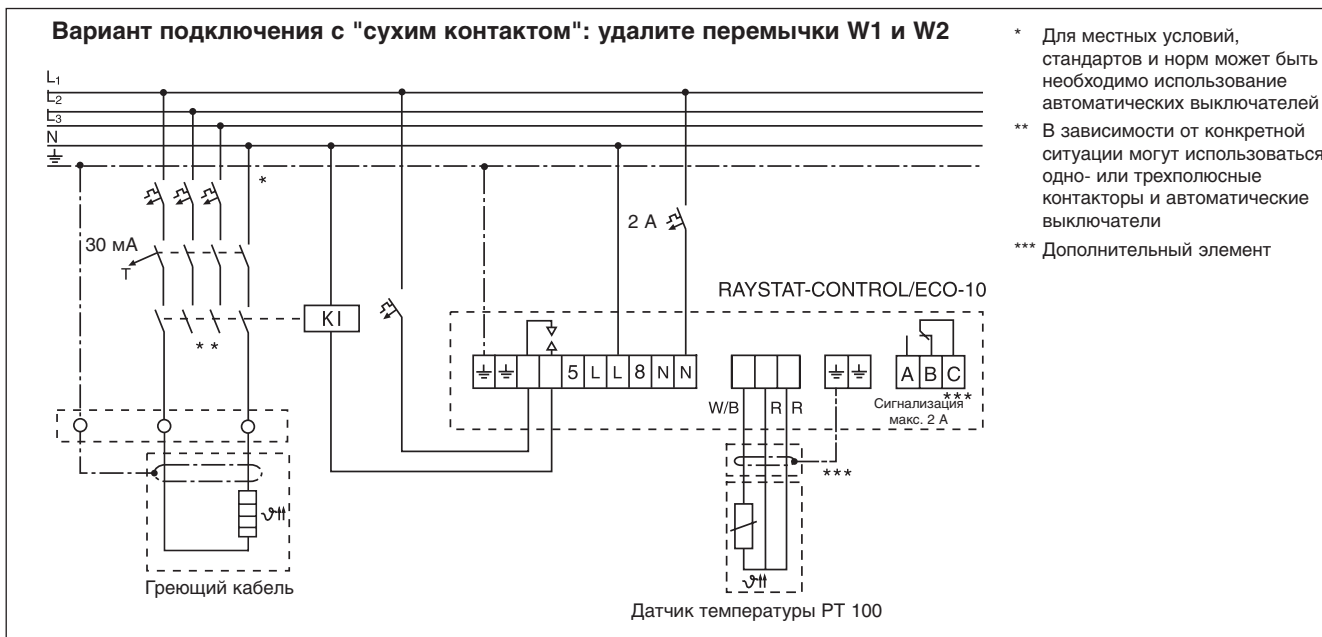 Вариант подключения с "сухим контактом": удалите перемычки W1 и W2
* Для местных условий,
стандартов и норм может быть
необходимо использование
автоматических выключателей
** В зависимости от конкретной
ситуации могут использоваться
одно- или трехполюсные
контакторы и автоматические
выключатели
*** Дополнительный элемент
L1
L2
L3
N
*
30 мА
T
2 А
RAYSTAT-CONTROL/ECO-10
KI
* *
5 L L 8 N N
A B C
***
W/B R R
Сигнализация
макс. 2 А
***
Греющий кабель
Датчик температуры PT 100